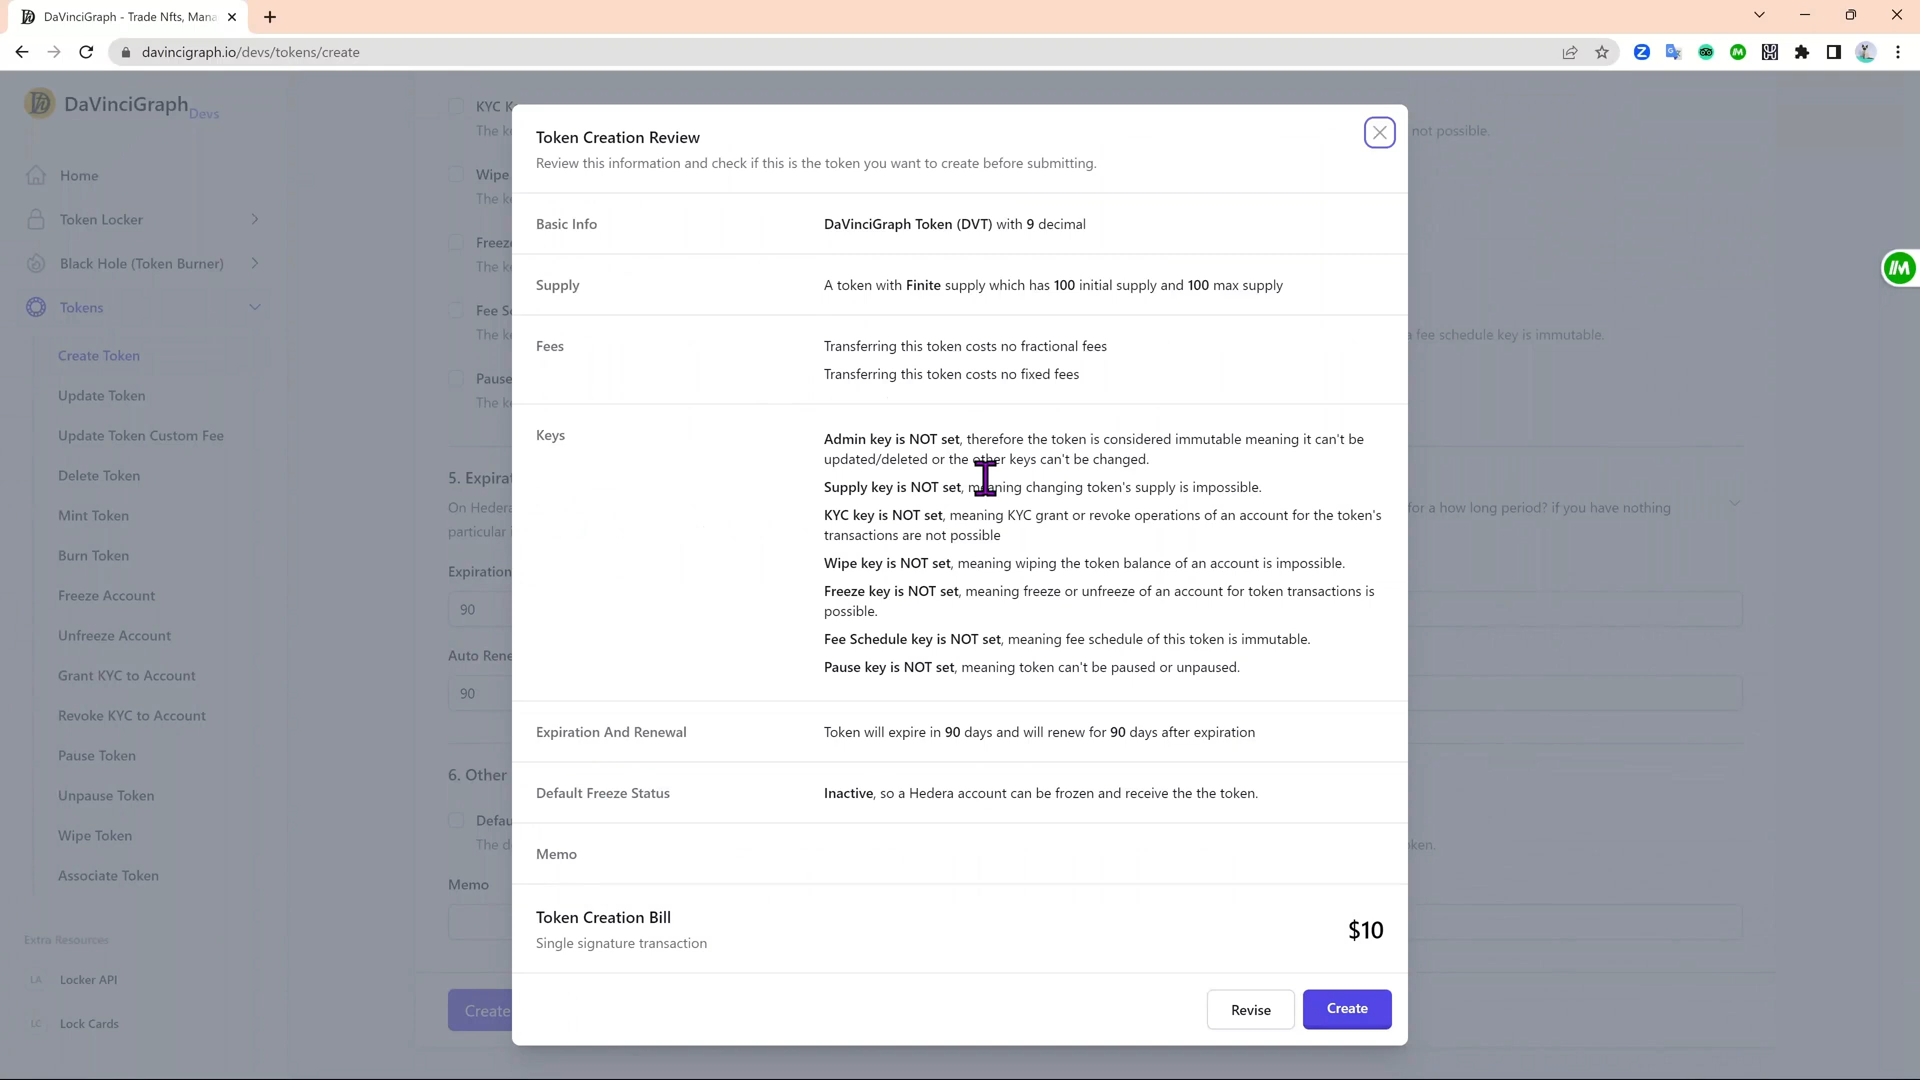 DaVinciGraph - Trade Nfts, Mana
davincigraph.io/devs/tokens/create
DaVinciGraph
Devs
Home
Token Locker
Black Hole (Token Burner)
Tokens
Create Token
Update Token
Update Token Custom Fee
Delete Token
Mint Token
Burn Token
Freeze Account
Unfreeze Account
Grant KYC to Account
Revoke KYC to Account
Pause Token
Unpause Token
Wipe Token
Associate Token
Extra Resources
LA Locker API
LC Lock Cards
KYC K
The k
not possible.
Wipe
The k
Freez
The k
Fee S
The k
a fee schedule key is immutable.
Pause
The k
5. Expirat
On Heder
for a how long period? if you have nothing
particular i
Expiration
90
Auto Rene
90
6. Other
Defau
The d
ken.
Memo
Create
Token Creation Review
Review this information and check if this is the token you want to create before submitting.
Basic Info
DaVinciGraph Token (DVT) with 9 decimal
Supply
A token with Finite supply which has 100 initial supply and 100 max supply
Fees
Transferring this token costs no fractional fees
Transferring this token costs no fixed fees
Keys
Admin key is NOT set, therefore the token is considered immutable meaning it can't be
updated/deleted or the other keys can't be changed.
Supply key is NOT set, meaning changing token's supply is impossible.
KYC key is NOT set, meaning KYC grant or revoke operations of an account for the token's
transactions are not possible
Wipe key is NOT set, meaning wiping the token balance of an account is impossible.
Freeze key is NOT set, meaning freeze or unfreeze of an account for token transactions is
possible.
Fee Schedule key is NOT set, meaning fee schedule of this token is immutable.
Pause key is NOT set, meaning token can't be paused or unpaused.
Expiration And Renewal
Token will expire in 90 days and will renew for 90 days after expiration
Default Freeze Status
Inactive, so a Hedera account can be frozen and receive the the token.
Memo
Token Creation Bill
Single signature transaction
$10
Revise
Create